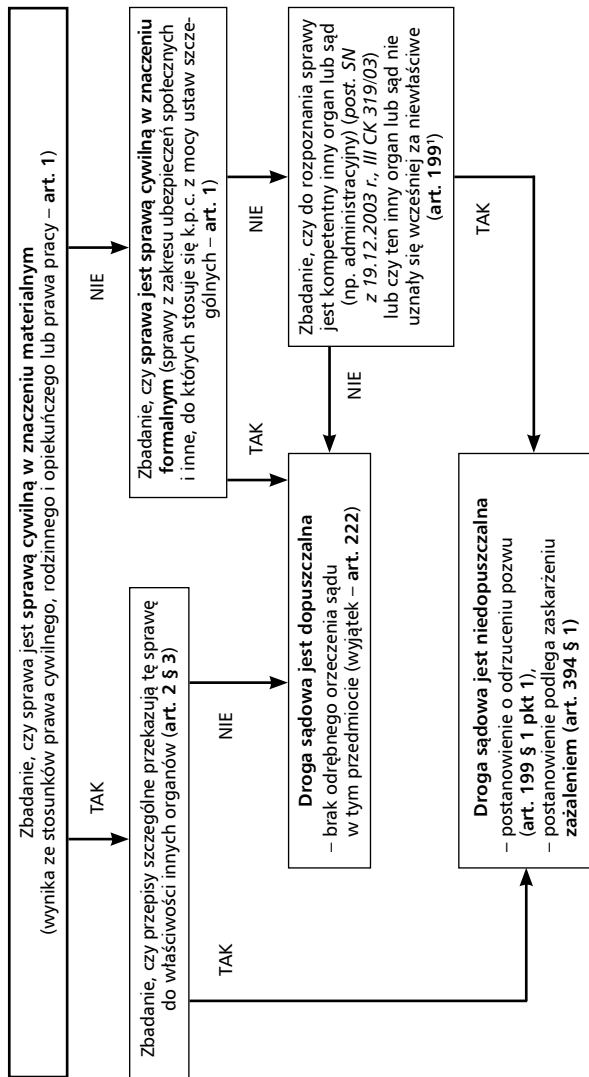 Zbadanie, czy sprawa jest sprawą cywilną w znaczeniu materialnym
(wynika ze stosunków prawa cywilnego, rodzinnego i opiekuńczego lub prawa pracy – art. 1)
TAK
NIE
Zbadanie, czy przepisy szczególne przekazują tę sprawę
do właściwości innych organów (art. 2 § 3)
Zbadanie, czy sprawa jest sprawą cywilną w znaczeniu
formalnym (sprawy z zakresu ubezpieczeń społecznych
i inne, do których stosuje się k.p.c. z mocy ustaw szcze-
gólnych – art. 1)
TAK
NIE
TAK
NIE
Droga sądowa jest dopuszczalna
– brak odrębnego orzeczenia sądu
w tym przedmiocie (wyjątek – art. 222)
NIE
Zbadanie, czy do rozpoznania sprawy
jest kompetentny inny organ lub sąd
(np. administracyjny) (post. SN
z 19.12.2003 r., III CK 319/03)
lub czy ten inny organ lub sąd nie
uznały się wcześniej za niewłaściwe
(art. 199¹)
TAK
Droga sądowa jest niedopuszczalna
– postanowienie o odrzuceniu pozwu
(art. 199 § 1 pkt 1),
– postanowienie podlega zaskarżeniu
zażaleniem (art. 394 § 1)